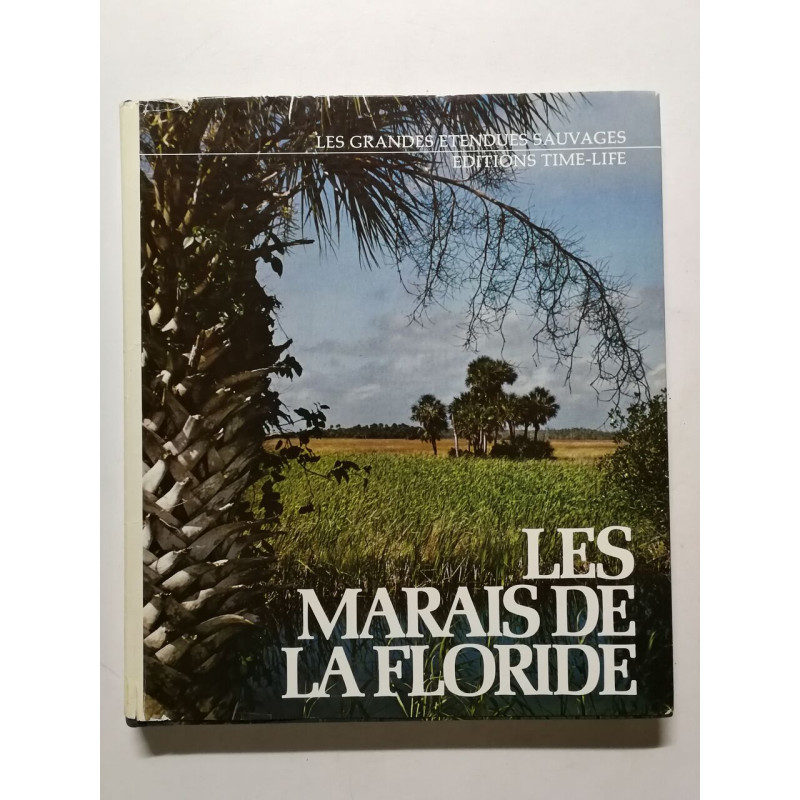 LES GRANDES ETENDUES SAUVAGES
EDITIONS TIME-LIFE
LES
MARAIS DE
LA FLORIDE